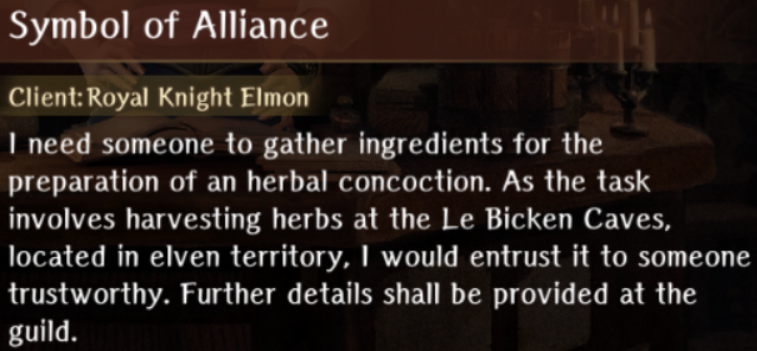 Symbol of Alliance
Client:Royal Knight Elmon
I need someone to gather ingredients for the
preparation of an herbal concoction. As the task
involves harvesting herbs at the Le Bicken Caves,
located in elven territory, I would entrust it to someone
trustworthy. Further details shall be provided at the
guild.